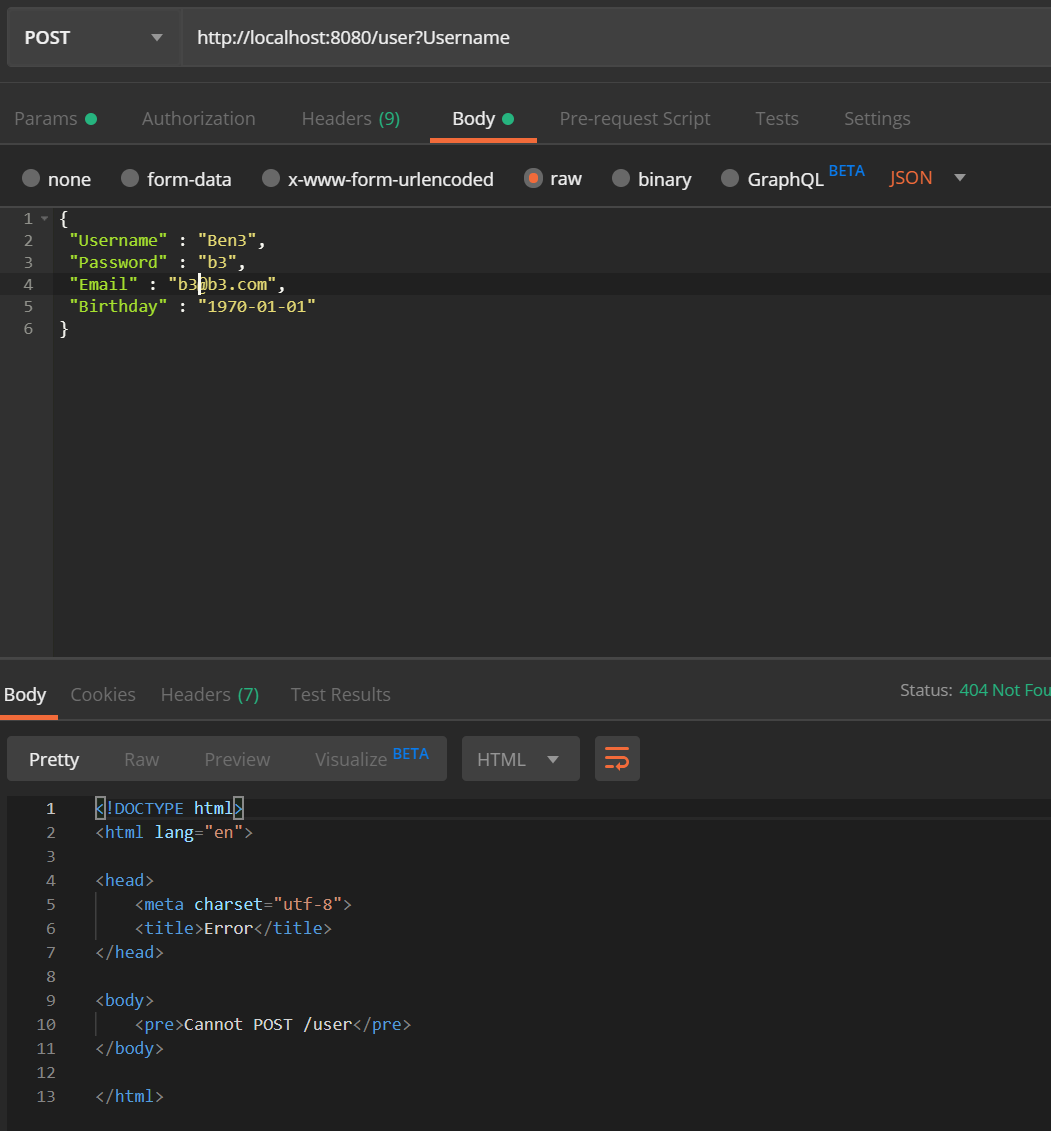 POST http://localhost:8080/user?Username
Params Authorization Headers (9) Body Pre-request Script Tests Settings
none form-data x-www-form-urlencoded raw binary GraphQL BETA JSON
1 {
2 "Username" : "Ben3",
3 "Password" : "b3",
4 "Email" : "b3@b3.com",
5 "Birthday" : "1970-01-01"
6 }
Body Cookies Headers (7) Test Results Status: 404 Not Fou
Pretty Raw Preview Visualize BETA HTML
1 <!DOCTYPE html>
2 <html lang="en">
3
4 <head>
5 <meta charset="utf-8">
6 <title>Error</title>
7 </head>
8
9 <body>
10 <pre>Cannot POST /user</pre>
11 </body>
12
13 </html>